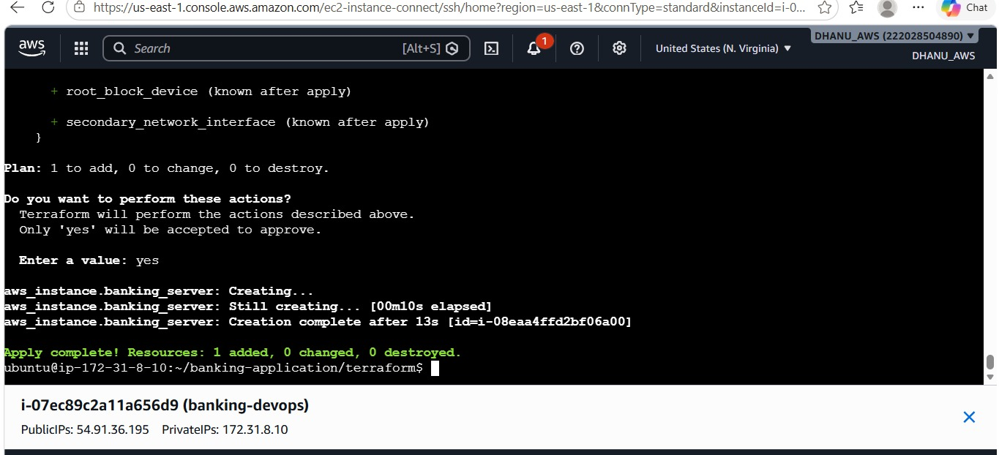 https://us-east-1.console.aws.amazon.com/ec2-instance-connect/ssh/home?region=us-east-1&connType=standard&instanceId=i-0...
Chat
aws
Search [Alt+S]
1
United States (N. Virginia) ▼
DHANU_AWS (222028504890) ▼
DHANU_AWS
+ root_block_device (known after apply)
+ secondary_network_interface (known after apply)
}
Plan: 1 to add, 0 to change, 0 to destroy.
Do you want to perform these actions?
Terraform will perform the actions described above.
Only 'yes' will be accepted to approve.
Enter a value: yes
aws_instance.banking_server: Creating...
aws_instance.banking_server: Still creating... [00m10s elapsed]
aws_instance.banking_server: Creation complete after 13s [id=i-08eaa4ffd2bf06a00]
Apply complete! Resources: 1 added, 0 changed, 0 destroyed.
ubuntu@ip-172-31-8-10:~/banking-application/terraform$
i-07ec89c2a11a656d9 (banking-devops)
PublicIPs: 54.91.36.195 PrivateIPs: 172.31.8.10